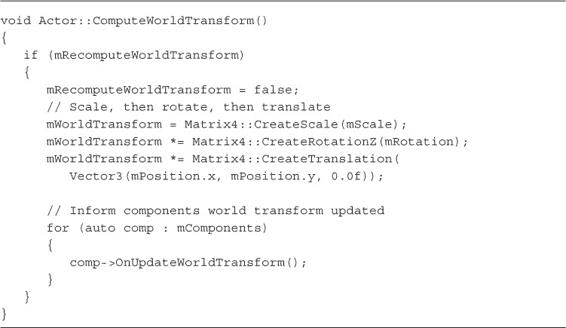 void Actor::ComputeWorldTransform()
{
   if (mRecomputeWorldTransform)
   {
      mRecomputeWorldTransform = false;
      // Scale, then rotate, then translate
      mWorldTransform = Matrix4::CreateScale(mScale);
      mWorldTransform *= Matrix4::CreateRotationZ(mRotation);
      mWorldTransform *= Matrix4::CreateTranslation(
         Vector3(mPosition.x, mPosition.y, 0.0f));

      // Inform components world transform updated
      for (auto comp : mComponents)
      {
         comp->OnUpdateWorldTransform();
      }
   }
}